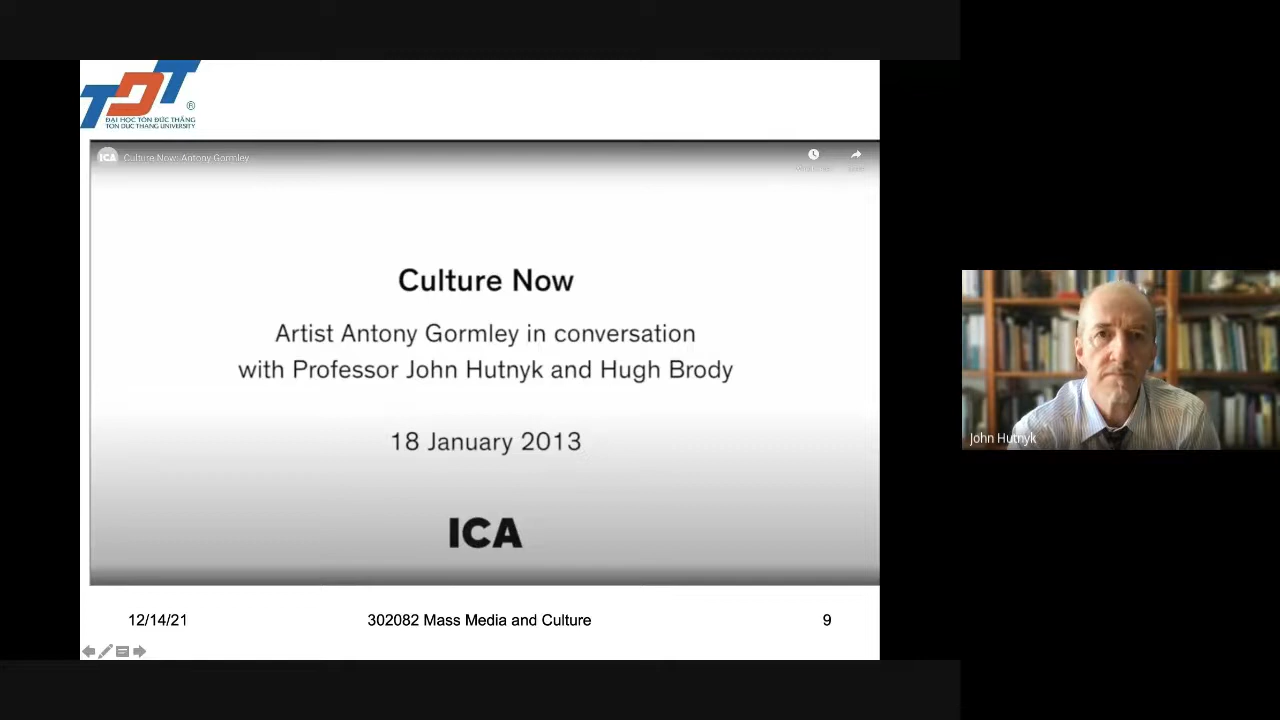 TDT
®
ĐẠI HỌC TÔN ĐỨC THẮNG
TON DUC THANG UNIVERSITY
ICA
Culture Now: Antony Gormley
Culture Now
Artist Antony Gormley in conversation
with Professor John Hutnyk and Hugh Brody
18 January 2013
ICA
John Hutnyk
12/14/21
302082 Mass Media and Culture
9